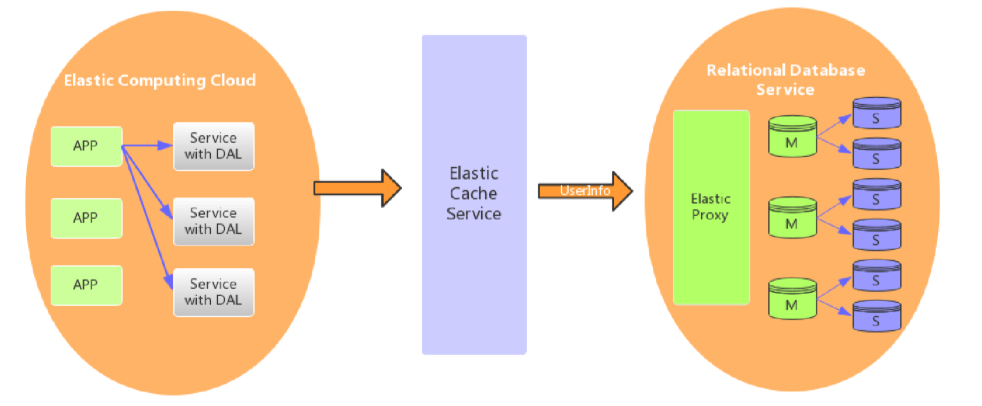 Elastic Computing Cloud
APP
APP
APP
Service
with DAL
Service
with DAL
Service
with DAL
Elastic
Cache
Service
UserInfo
Relational Database
Service
Elastic
Proxy
M
S
S
M
S
S
M
S
S